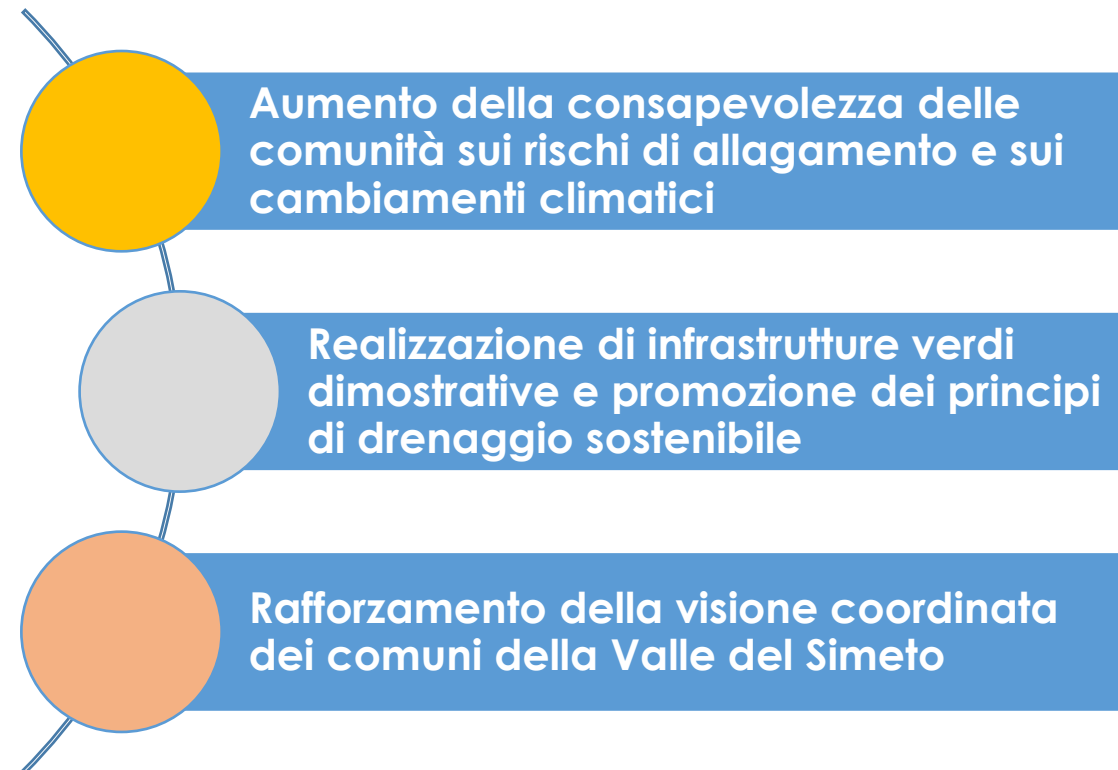 Aumento della consapevolezza delle
comunità sui rischi di allagamento e sui
cambiamenti climatici
Realizzazione di infrastrutture verdi
dimostrative e promozione dei principi
di drenaggio sostenibile
Rafforzamento della visione coordinata
dei comuni della Valle del Simeto